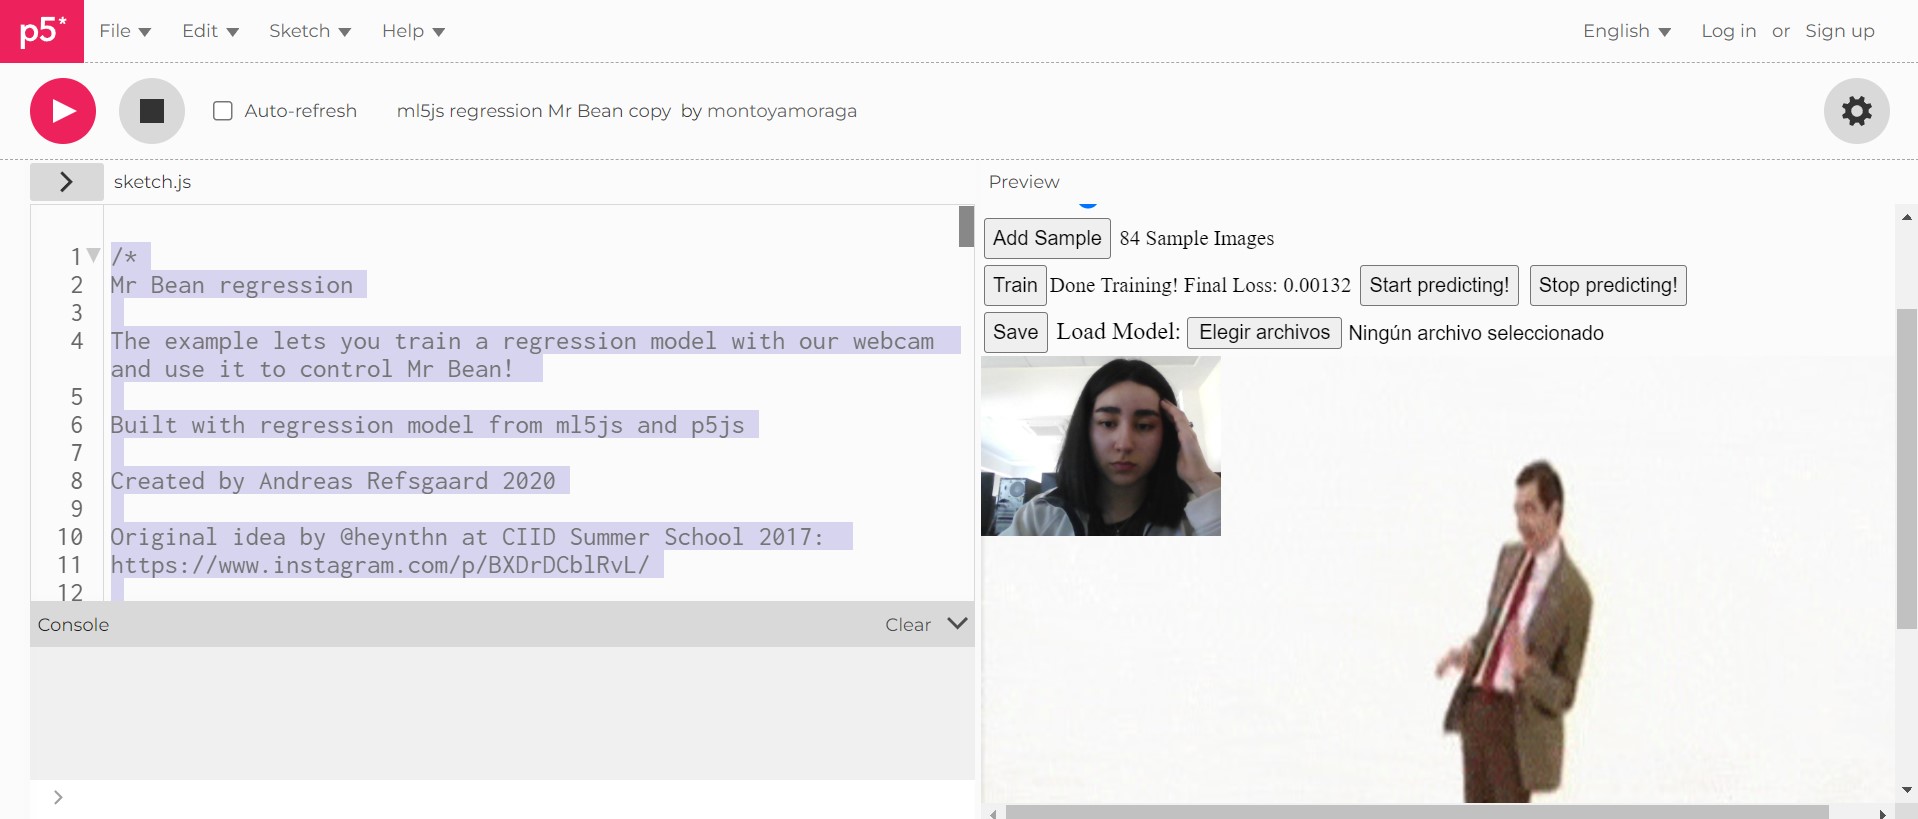 p5* File Edit Sketch Help English Log in or Sign up
Auto-refresh ml5js regression Mr Bean copy by montoyamoraga
sketch.js
1 /*
2 Mr Bean regression
3
4 The example lets you train a regression model with our webcam
and use it to control Mr Bean!
5
6 Built with regression model from ml5js and p5js
7
8 Created by Andreas Refsgaard 2020
9
10 Original idea by @heynthn at CIID Summer School 2017:
11 https://www.instagram.com/p/BXDrDCblRvL/
12
Console Clear
Preview
Add Sample 84 Sample Images
Train Done Training! Final Loss: 0.00132 Start predicting! Stop predicting!
Save Load Model: Elegir archivos Ningún archivo seleccionado